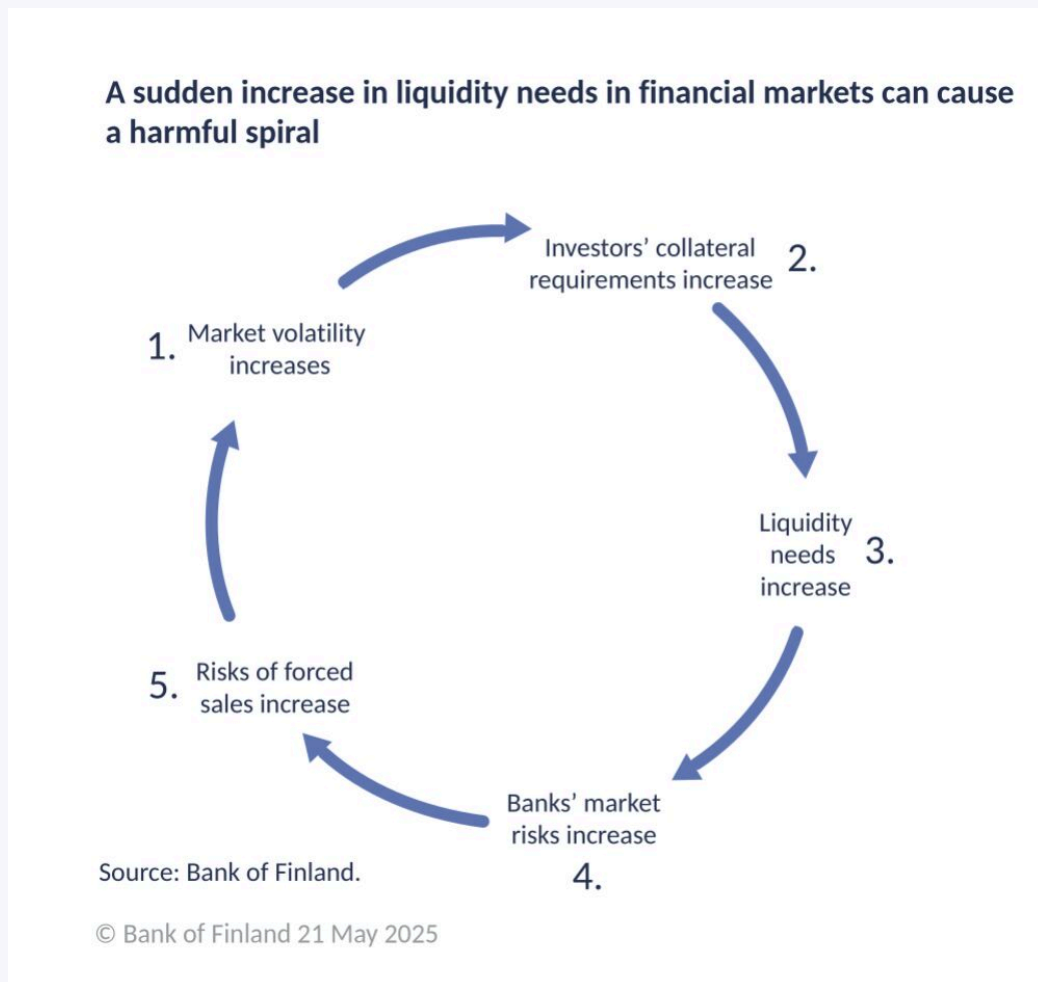 A sudden increase in liquidity needs in financial markets can cause
a harmful spiral
1.
Market volatility
increases
Investors’ collateral
requirements increase
2.
Liquidity
needs
increase
3.
Banks’ market
risks increase
4.
5.
Risks of forced
sales increase
Source: Bank of Finland.
© Bank of Finland 21 May 2025